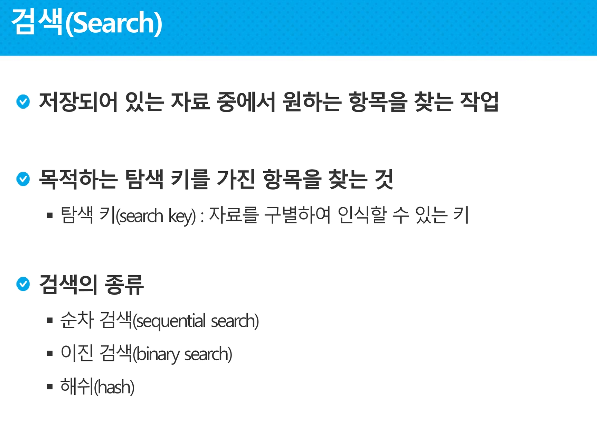 검색(Search)
저장되어 있는 자료 중에서 원하는 항목을 찾는 작업
목적하는 탐색 키를 가진 항목을 찾는 것
▪ 탐색 키(search key) : 자료를 구별하여 인식할 수 있는 키
검색의 종류
▪ 순차 검색(sequential search)
▪ 이진 검색(binary search)
▪ 해쉬(hash)